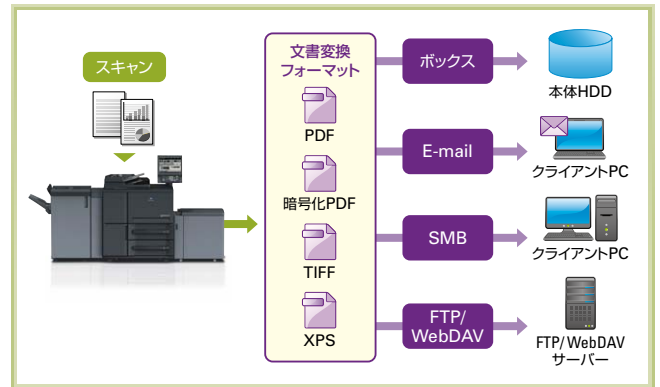 スキャン
文書変換
フォーマット
PDF
暗号化PDF
TIFF
XPS
ボックス
本体HDD
E-mail
クライアントPC
SMB
クライアントPC
FTP/
WebDAV
FTP/WebDAV
サーバー